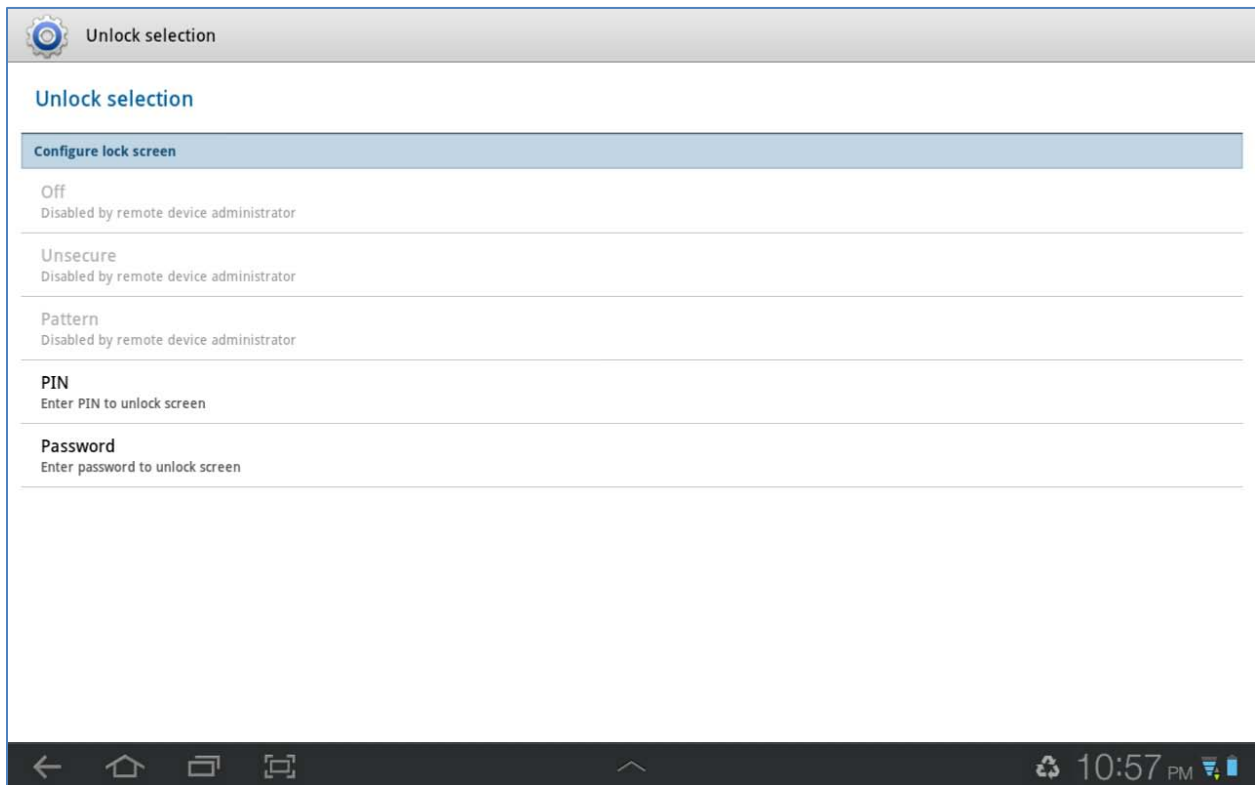 Unlock selection
Unlock selection
Configure lock screen
Off
Disabled by remote device administrator
Unsecure
Disabled by remote device administrator
Pattern
Disabled by remote device administrator
PIN
Enter PIN to unlock screen
Password
Enter password to unlock screen
10:57 PM